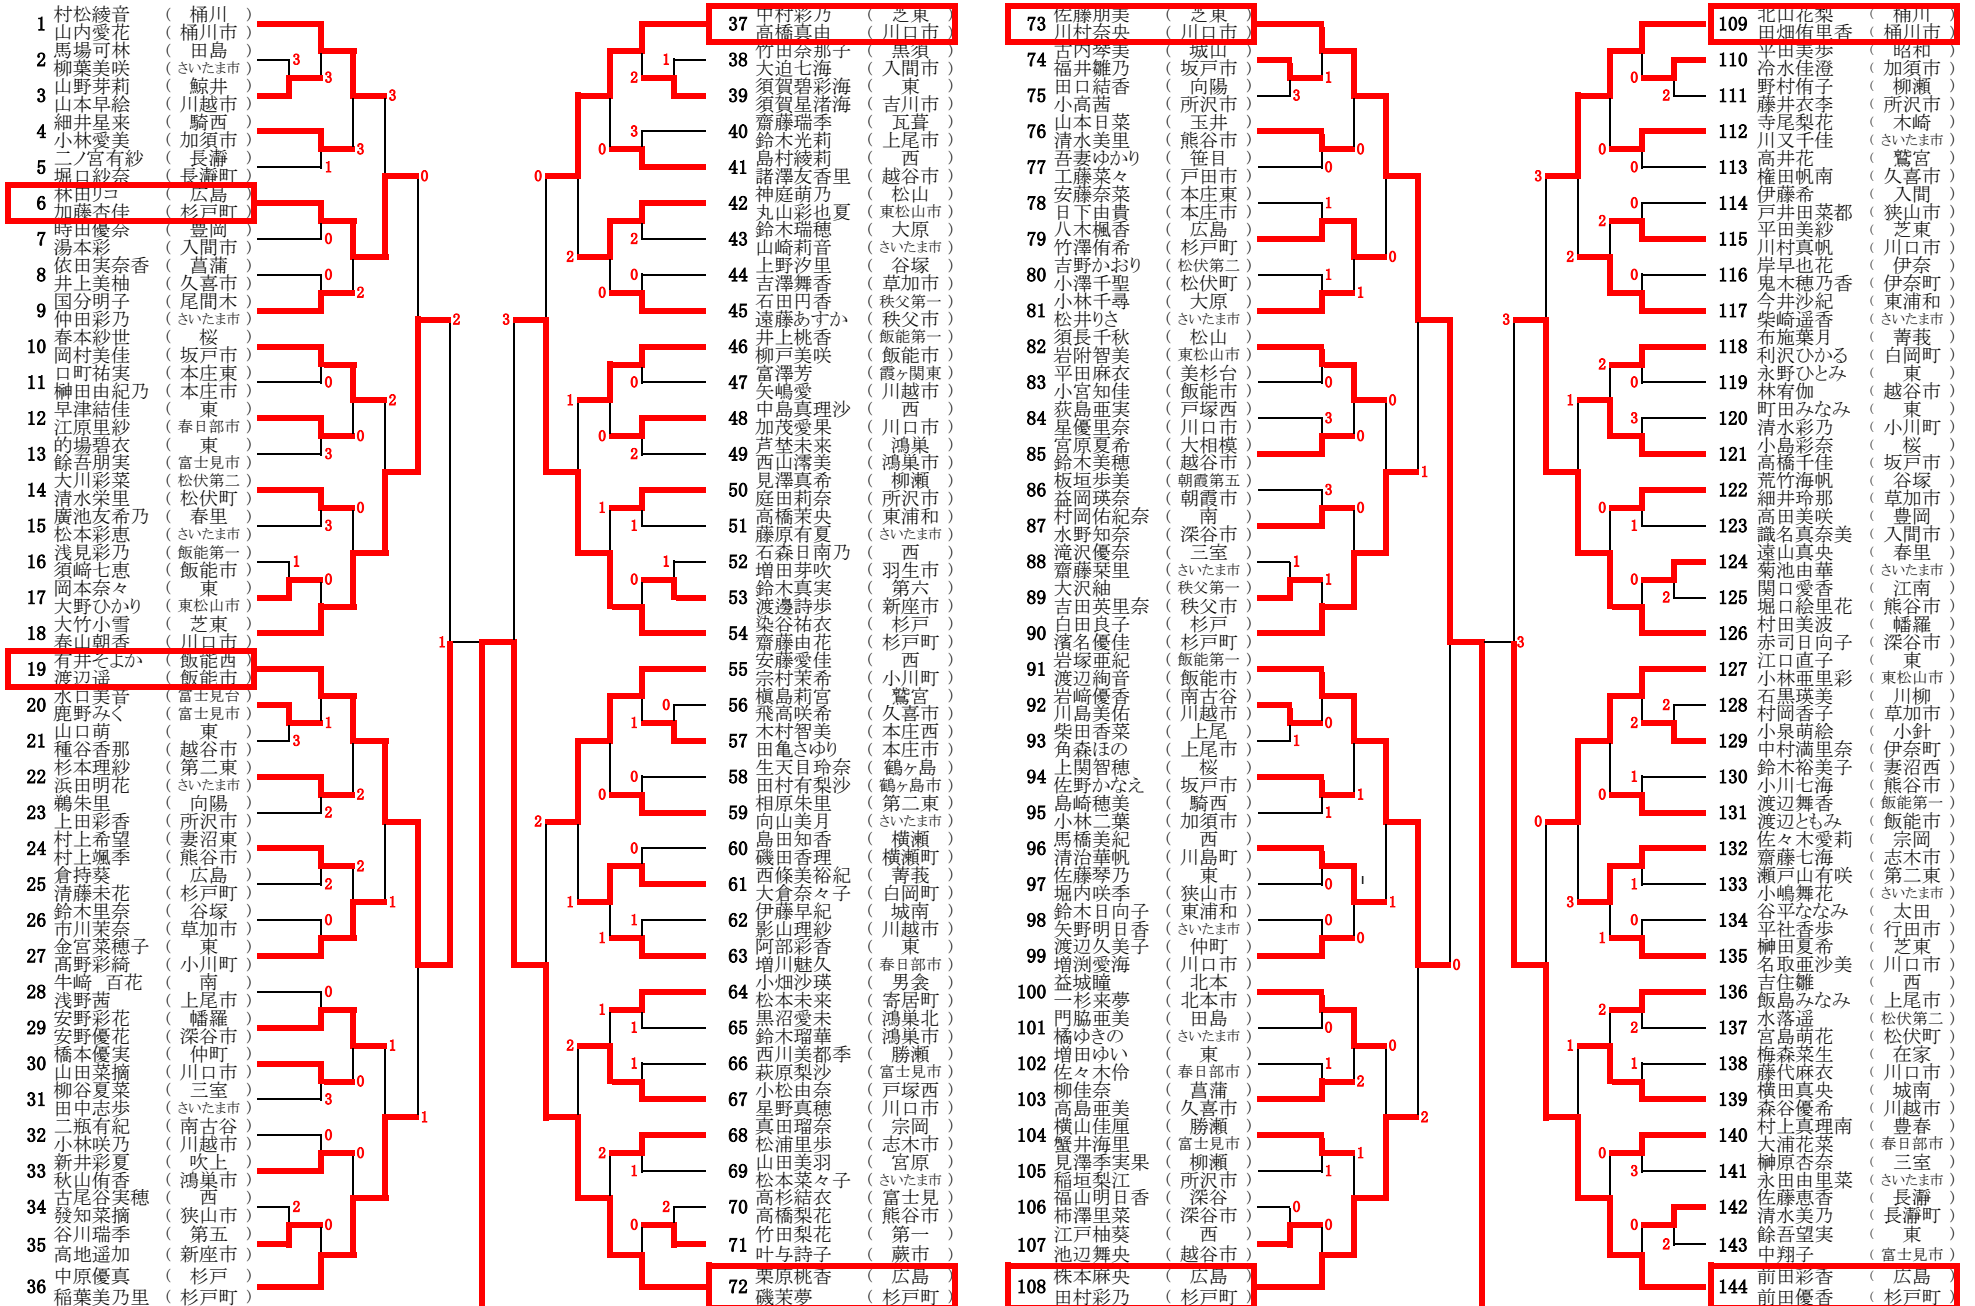 1 村松綾音 ( 桶川 )
山内愛花 ( 桶川市 )
2 馬場可林 ( 田島 )
柳葉美咲 ( さいたま市 )
3 山野芽莉 ( 鯨井 )
山本早絵 ( 川越市 )
4 細井星来 ( 騎西 )
小林愛美 ( 加須市 )
5 二ノ宮有紗 ( 長瀞 )
堀口紗奈 ( 長瀞町 )
6 林田リコ ( 広島 )
加藤杏佳 ( 杉戸町 )
7 時田優奈 ( 豊岡 )
湯本彩 ( 入間市 )
8 依田実奈香 ( 菖蒲 )
井上美柚 ( 久喜市 )
9 国分明子 ( 尾間木 )
仲田彩乃 ( さいたま市 )
10 春本紗世 ( 桜 )
岡村美佳 ( 坂戸市 )
11 口町祐実 ( 本庄東 )
榊田由紀乃 ( 本庄市 )
12 早津結佳 ( 東 )
江原里紗 ( 春日部市 )
13 的場碧衣 ( 東 )
餘吾朋実 ( 富士見市 )
14 大川彩菜 ( 松伏第二 )
清水栄里 ( 松伏町 )
15 廣池友希乃 ( 春里 )
松本彩恵 ( さいたま市 )
16 浅見彩乃 ( 飯能第一 )
須﨑七恵 ( 飯能市 )
17 岡本奈々 ( 東 )
大野ひかり ( 東松山市 )
18 大竹小雪 ( 芝東 )
春山朝香 ( 川口市 )
19 有井そよか ( 飯能西 )
渡辺遥 ( 飯能市 )
20 水口美音 ( 富士見台 )
鹿野みく ( 富士見市 )
21 山口萌 ( 東 )
種谷香那 ( 越谷市 )
22 杉本理紗 ( 第二東 )
浜田明花 ( さいたま市 )
23 鵜朱里 ( 向陽 )
上田彩香 ( 所沢市 )
24 村上希望 ( 妻沼東 )
村上颯季 ( 熊谷市 )
25 倉持葵 ( 広島 )
清藤未花 ( 杉戸町 )
26 鈴木里奈 ( 谷塚 )
市川茉奈 ( 草加市 )
27 金宮菜穂子 ( 東 )
髙野彩綺 ( 小川町 )
28 牛﨑 百花 ( 南 )
浅野茜 ( 上尾市 )
29 安野彩花 ( 幡羅 )
安野優花 ( 深谷市 )
30 橋本優実 ( 仲町 )
山田菜摘 ( 川口市 )
31 柳谷夏菜 ( 三室 )
田中志歩 ( さいたま市 )
32 二瓶有紀 ( 南古谷 )
小林咲乃 ( 川越市 )
33 新井彩夏 ( 吹上 )
秋山侑香 ( 鴻巣市 )
34 古尾谷実穂 ( 西 )
發知菜摘 ( 狭山市 )
35 谷川瑞季 ( 第五 )
高地遥加 ( 新座市 )
36 中原優真 ( 杉戸 )
稲葉美乃里 ( 杉戸町 )
37 中村彩乃 ( 芝東 )
高橋真由 ( 川口市 )
38 竹田奈那子 ( 黒須 )
大迫七海 ( 入間市 )
39 須賀碧彩海 ( 東 )
須賀星渚海 ( 吉川市 )
40 齋藤瑞季 ( 瓦葺 )
鈴木光莉 ( 上尾市 )
41 島村綾莉 ( 西 )
諸澤友香里 ( 越谷市 )
42 神庭萌乃 ( 松山 )
丸山彩也夏 ( 東松山市 )
43 鈴木瑞穂 ( 大原 )
山崎莉音 ( さいたま市 )
44 上野汐里 ( 谷塚 )
吉澤舞香 ( 草加市 )
45 石田円香 ( 秩父第一 )
遠藤あすか ( 秩父市 )
46 井上桃香 ( 飯能第一 )
柳戸美咲 ( 飯能市 )
47 富澤芳 ( 霞ヶ関東 )
矢嶋愛 ( 川越市 )
48 中島真理沙 ( 西 )
加茂愛果 ( 川口市 )
49 芦埜未来 ( 鴻巣 )
西山澪美 ( 鴻巣市 )
50 見澤真希 ( 柳瀬 )
庭田莉奈 ( 所沢市 )
51 高橋茉央 ( 東浦和 )
藤原有夏 ( さいたま市 )
52 石森日南乃 ( 西 )
増田芽吹 ( 羽生市 )
53 鈴木真実 ( 第六 )
渡邊詩歩 ( 新座市 )
54 染谷祐衣 ( 杉戸 )
齋藤由花 ( 杉戸町 )
55 安藤愛佳 ( 西 )
宗村茉希 ( 小川町 )
56 槇島莉宮 ( 鷲宮 )
飛高咲希 ( 久喜市 )
57 木村智美 ( 本庄西 )
田亀さゆり ( 本庄市 )
58 生天目玲奈 ( 鶴ヶ島 )
田村有梨沙 ( 鶴ヶ島市 )
59 相原朱里 ( 第二東 )
向山美月 ( さいたま市 )
60 島田知香 ( 横瀬 )
磯田香理 ( 横瀬町 )
61 西條美裕紀 ( 菁莪 )
大倉奈々子 ( 白岡町 )
62 伊藤早紀 ( 城南 )
影山理紗 ( 川越市 )
63 阿部彩香 ( 東 )
増川魅久 ( 春日部市 )
64 小畑沙瑛 ( 男衾 )
松本未来 ( 寄居町 )
65 黒沼愛未 ( 鴻巣北 )
鈴木瑠華 ( 鴻巣市 )
66 西川美都季 ( 勝瀬 )
萩原梨沙 ( 富士見市 )
67 小松由奈 ( 戸塚西 )
星野真穂 ( 川口市 )
68 真田瑠奈 ( 宗岡 )
松浦里歩 ( 志木市 )
69 山田美羽 ( 宮原 )
松本菜々子 ( さいたま市 )
70 高杉結衣 ( 富士見 )
高橋梨花 ( 熊谷市 )
71 竹田梨花 ( 第一 )
叶与詩子 ( 蕨市 )
72 栗原桃香 ( 広島 )
磯茉夢 ( 杉戸町 )
73 佐藤朋美 ( 芝東 )
川村奈央 ( 川口市 )
74 古内琴美 ( 城山 )
福井雛乃 ( 坂戸市 )
75 田口結香 ( 向陽 )
小高茜 ( 所沢市 )
76 山本日菜 ( 玉井 )
清水美里 ( 熊谷市 )
77 吾妻ゆかり ( 笹目 )
工藤菜々 ( 戸田市 )
78 安藤奈菜 ( 本庄東 )
日下由貴 ( 本庄市 )
79 八木楓香 ( 広島 )
竹澤侑希 ( 杉戸町 )
80 吉野かおり ( 松伏第二 )
小澤千聖 ( 松伏町 )
81 小林千尋 ( 大原 )
松井りさ ( さいたま市 )
82 須長千秋 ( 松山 )
岩附智美 ( 東松山市 )
83 平田麻衣 ( 美杉台 )
小宮知佳 ( 飯能市 )
84 荻島亜実 ( 戸塚西 )
星優里奈 ( 川口市 )
85 宮原夏希 ( 大相模 )
鈴木美穂 ( 越谷市 )
86 板垣歩美 ( 朝霞第五 )
益岡瑛奈 ( 朝霞市 )
87 村岡佑紀奈 ( 南 )
水野知奈 ( 深谷市 )
88 滝沢優奈 ( 三室 )
齋藤栞里 ( さいたま市 )
89 大沢紬 ( 秩父第一 )
吉田英里奈 ( 秩父市 )
90 白田良子 ( 杉戸 )
濱名優佳 ( 杉戸町 )
91 岩塚亜紀 ( 飯能第一 )
渡辺絢音 ( 飯能市 )
92 岩﨑優香 ( 南古谷 )
川島美佑 ( 川越市 )
93 柴田香菜 ( 上尾 )
角森ほの ( 上尾市 )
94 上関智穂 ( 桜 )
佐野かなえ ( 坂戸市 )
95 島﨑穂美 ( 騎西 )
小林二葉 ( 加須市 )
96 馬橋美紀 ( 西 )
清治華帆 ( 川島町 )
97 佐藤琴乃 ( 東 )
堀内咲季 ( 狭山市 )
98 鈴木日向子 ( 東浦和 )
矢野明日香 ( さいたま市 )
99 渡辺久美子 ( 仲町 )
増渕愛海 ( 川口市 )
100 益城瞳 ( 北本 )
一杉来夢 ( 北本市 )
101 門脇亜美 ( 田島 )
橘ゆきの ( さいたま市 )
102 増田ゆい ( 東 )
佐々木伶 ( 春日部市 )
103 柳佳奈 ( 菖蒲 )
高島亜美 ( 久喜市 )
104 横山佳厘 ( 勝瀬 )
蟹井海里 ( 富士見市 )
105 見澤季実果 ( 柳瀬 )
稲垣梨江 ( 所沢市 )
106 福山明日香 ( 深谷 )
柿澤里菜 ( 深谷市 )
107 江戸柚葵 ( 西 )
池辺舞央 ( 越谷市 )
108 株本麻央 ( 広島 )
田村彩乃 ( 杉戸町 )
109 北山花梨 ( 桶川 )
田畑侑里香 ( 桶川市 )
110 平田美歩 ( 昭和 )
冷水佳澄 ( 加須市 )
111 野村侑子 ( 柳瀬 )
藤井衣李 ( 所沢市 )
112 寺尾梨花 ( 木崎 )
川又千佳 ( さいたま市 )
113 高井花 ( 鷲宮 )
権田帆南 ( 久喜市 )
114 伊藤希 ( 入間 )
戸井田菜都 ( 狭山市 )
115 平田美紗 ( 芝東 )
川村真帆 ( 川口市 )
116 岸早也花 ( 伊奈 )
鬼木穂乃香 ( 伊奈町 )
117 今井沙紀 ( 東浦和 )
柴崎遥香 ( さいたま市 )
118 布施葉月 ( 菁莪 )
利沢ひかる ( 白岡町 )
119 永野ひとみ ( 東 )
林宥伽 ( 越谷市 )
120 町田みなみ ( 東 )
清水彩乃 ( 小川町 )
121 小島彩奈 ( 桜 )
高橋千佳 ( 坂戸市 )
122 荒竹海帆 ( 谷塚 )
細井玲那 ( 草加市 )
123 高田美咲 ( 豊岡 )
識名真奈美 ( 入間市 )
124 遠山真央 ( 春里 )
菊池由華 ( さいたま市 )
125 関口愛香 ( 江南 )
堀口絵里花 ( 熊谷市 )
126 村田美波 ( 幡羅 )
赤司日向子 ( 深谷市 )
127 江口直子 ( 東 )
小林亜里彩 ( 東松山市 )
128 石黒瑛美 ( 川柳 )
村岡香子 ( 草加市 )
129 小泉萌絵 ( 小針 )
中村満里奈 ( 伊奈町 )
130 鈴木裕美子 ( 妻沼西 )
小川七海 ( 熊谷市 )
131 渡辺舞香 ( 飯能第一 )
渡辺ともみ ( 飯能市 )
132 佐々木愛莉 ( 宗岡 )
齋藤七海 ( 志木市 )
133 瀬戸山有咲 ( 第二東 )
小嶋舞花 ( さいたま市 )
134 谷平ななみ ( 太田 )
平社香歩 ( 行田市 )
135 榊田夏希 ( 芝東 )
名取亜沙美 ( 川口市 )
136 吉住雛 ( 西 )
飯島みなみ ( 上尾市 )
137 水落遥 ( 松伏第二 )
宮島萌花 ( 松伏町 )
138 梅森菜生 ( 在家 )
藤代麻衣 ( 川口市 )
139 横田真央 ( 城南 )
森谷優希 ( 川越市 )
140 村上真理南 ( 豊春 )
大浦花菜 ( 春日部市 )
141 榊原杏奈 ( 三室 )
永田由里菜 ( さいたま市 )
142 佐藤恵香 ( 長瀞 )
清水美乃 ( 長瀞町 )
143 餘吾望実 ( 東 )
中翔子 ( 富士見市 )
144 前田彩香 ( 広島 )
前田優香 ( 杉戸町 )